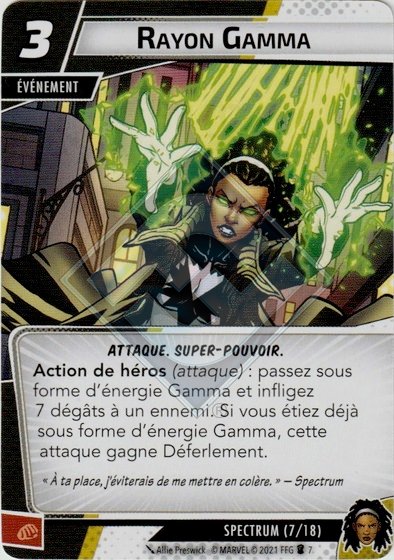 3
RAYON GAMMA
ÉVÉNEMENT
ATTAQUE. SUPER-POUVOIR.
Action de héros (attaque) : passez sous
forme d'énergie Gamma et infligez
7 dégâts à un ennemi. Si vous étiez déjà
sous forme d'énergie Gamma, cette
attaque gagne Déferlement.
« À ta place, j'éviterais de me mettre en colère. » – Spectrum
SPECTRUM (7/18)
Allie Preswick © MARVEL © 2021 FFG 7